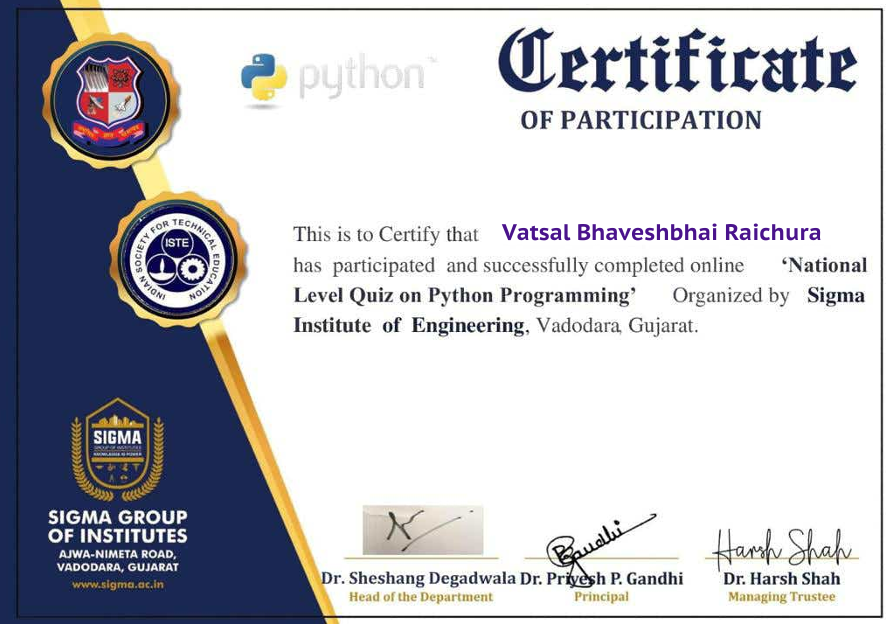 python™
Certificate
OF PARTICIPATION
INDIAN SOCIETY FOR TECHNICAL EDUCATION
ISTE
This is to Certify that Vatsal Bhaveshbhai Raichura
has participated and successfully completed online ‘National
Level Quiz on Python Programming’ Organized by Sigma
Institute of Engineering, Vadodara, Gujarat.
SIGMA
GROUP OF INSTITUTES
KNOWLEDGE IS POWER
SIGMA GROUP
OF INSTITUTES
AJWA-NIMETA ROAD,
VADODARA, GUJARAT
www.sigma.ac.in
Harsh Shah
Dr. Sheshang Degadwala Dr. Priyesh P. Gandhi Dr. Harsh Shah
Head of the Department Principal Managing Trustee